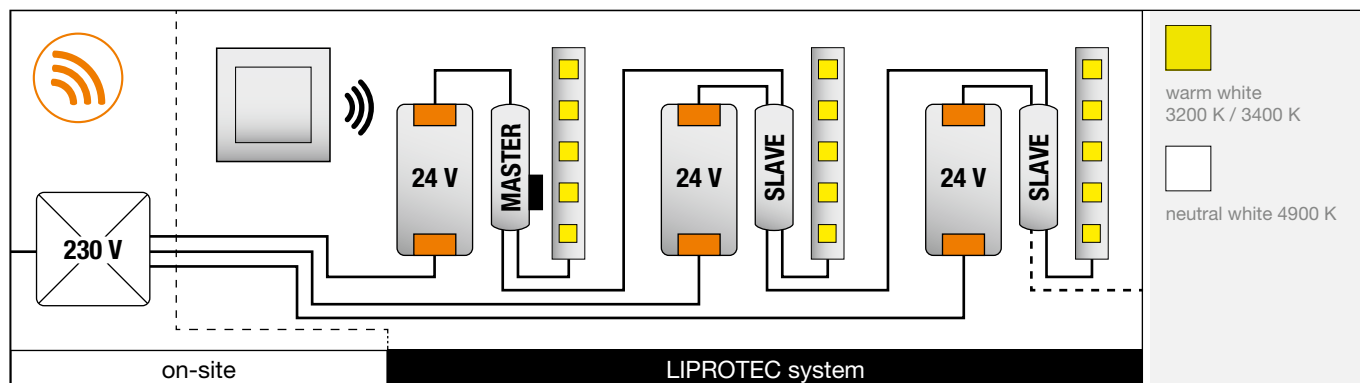 230 V
24 V
MASTER
24 V
SLAVE
24 V
SLAVE
warm white
3200 K / 3400 K
neutral white 4900 K
on-site
LIPROTEC system